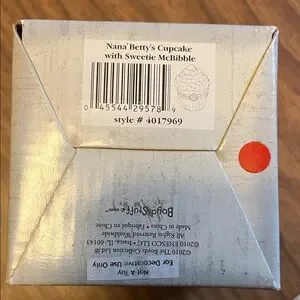 Nana Betty's Cupcake
with Sweetie McBibble
0 45544 29578 9
style # 4017969
Boyds Stuff
Made in China • Fabriqué en Chine
All Rights Reserved Worldwide
©2010 ENESCO LLC • Itasca, IL 60143
©2010 The Boyds Collection Ltd.®
For Decorative Use Only
Not A Toy